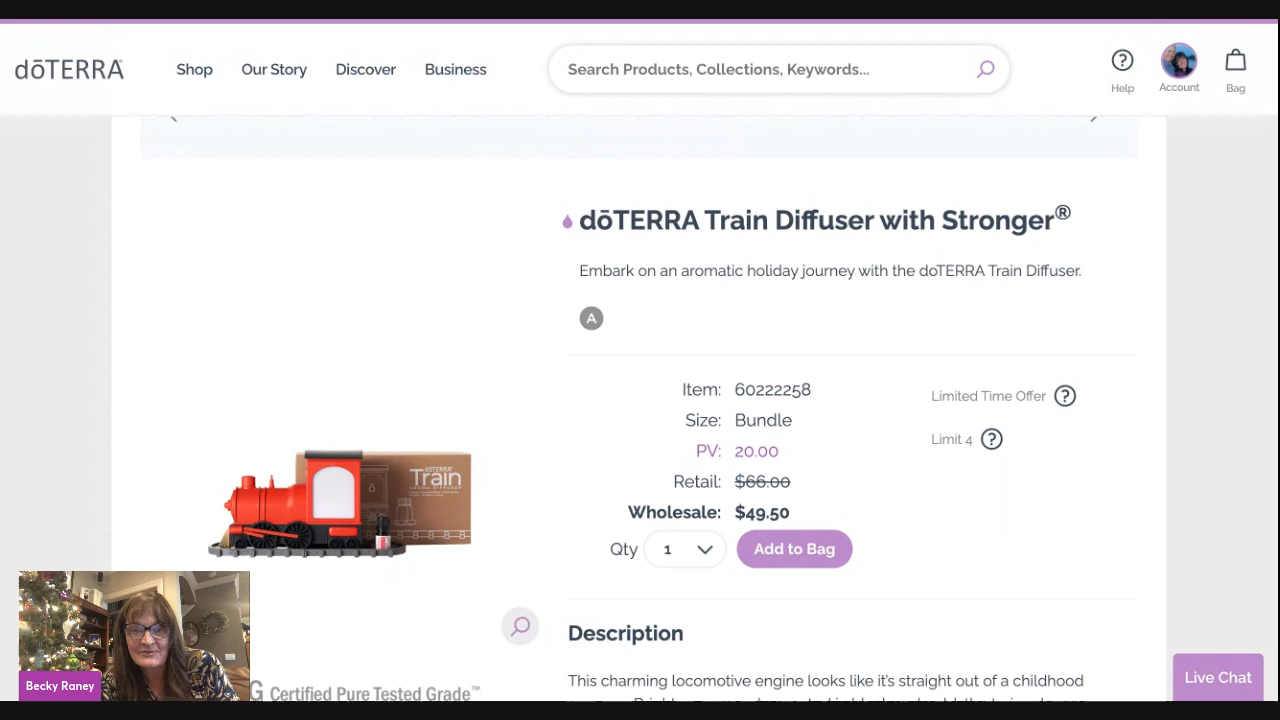 dōTERRA
Shop
Our Story
Discover
Business
Search Products, Collections, Keywords...
Help
Account
Bag
dōTERRA Train Diffuser with Stronger®
Embark on an aromatic holiday journey with the doTERRA Train Diffuser.
A
Item: 60222258
Size: Bundle
PV: 20.00
Retail: $66.00
Wholesale: $49.50
Qty 1
Add to Bag
Limited Time Offer ?
Limit 4 ?
dōTERRA
Train
Becky Raney
G Certified Pure Tested Grade™
Description
This charming locomotive engine looks like it's straight out of a childhood
Live Chat